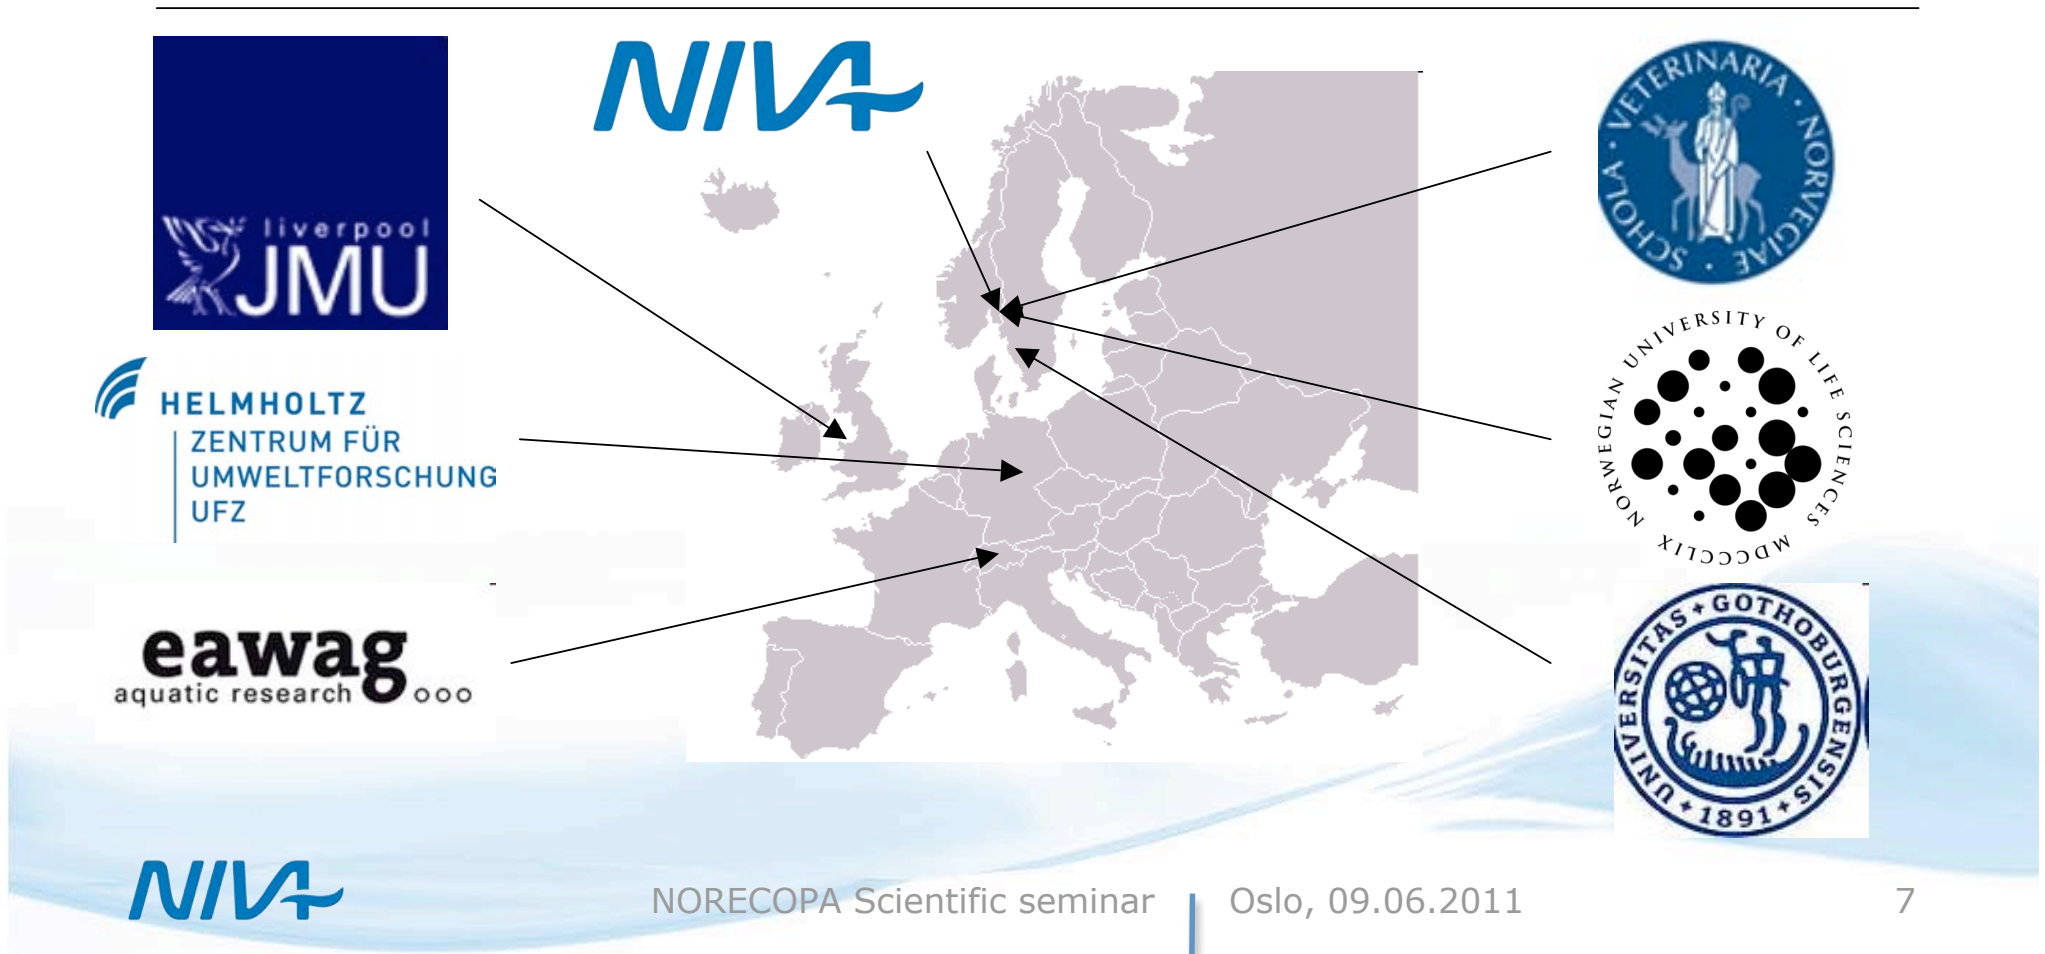 NIVA
liverpool
JMU
HELMHOLTZ
ZENTRUM FÜR
UMWELTFORSCHUNG
UFZ
eawag
aquatic research
SCHOLA · VETERINARIA · NORVEGIAE ·
NORWEGIAN UNIVERSITY OF LIFE SCIENCES
MDCCCLIX
UNIVERSITAS + GOTHOBURGENSIS
+ 1891 +
NIVA
NORECOPA Scientific seminar
Oslo, 09.06.2011
7